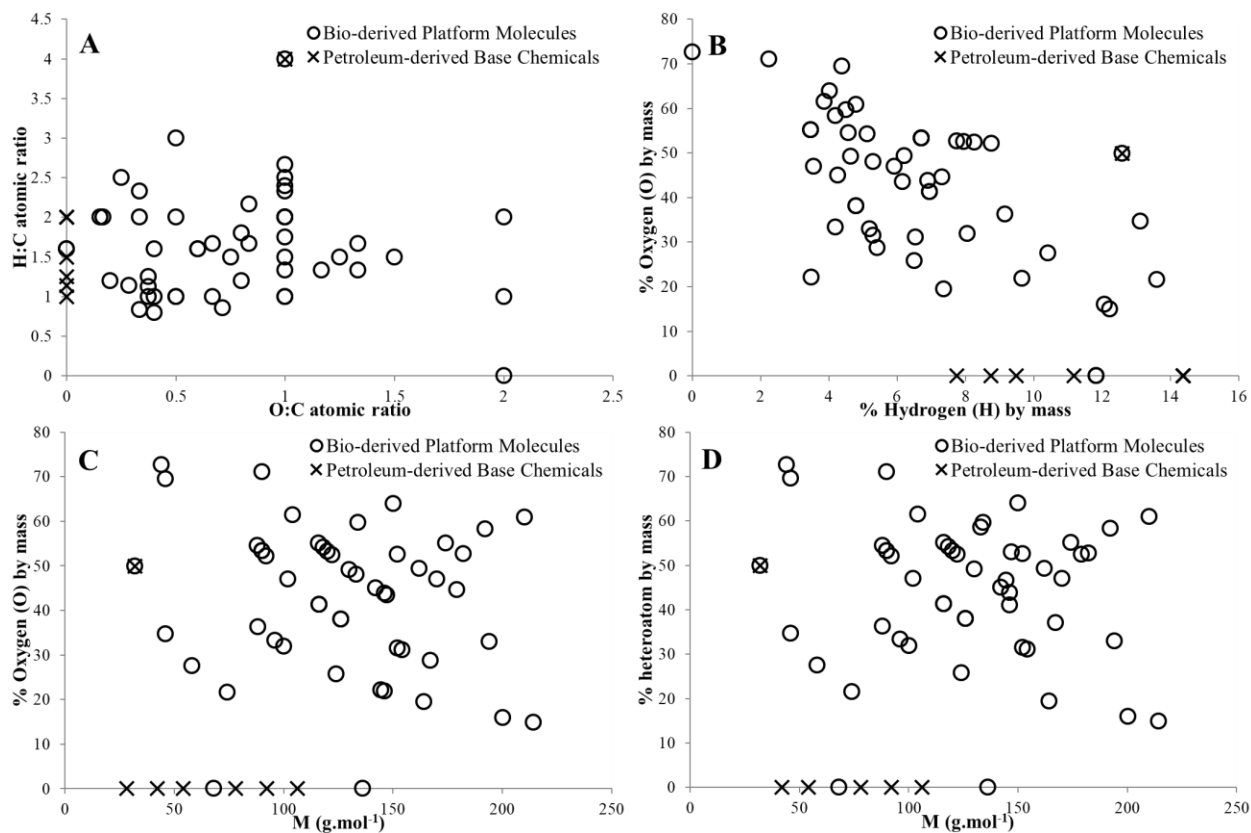 A
Bio-derived Platform Molecules
Petroleum-derived Base Chemicals
H:C atomic ratio
4.5
4
3.5
3
2.5
2
1.5
1
0.5
0
0 0.5 1 1.5 2 2.5
O:C atomic ratio
B
Bio-derived Platform Molecules
Petroleum-derived Base Chemicals
% Oxygen (O) by mass
80
70
60
50
40
30
20
10
0
0 2 4 6 8 10 12 14 16
% Hydrogen (H) by mass
C
Bio-derived Platform Molecules
Petroleum-derived Base Chemicals
% Oxygen (O) by mass
80
70
60
50
40
30
20
10
0
0 50 100 150 200 250
M (g.mol⁻¹)
D
Bio-derived Platform Molecules
Petroleum-derived Base Chemicals
% heteroatom by mass
80
70
60
50
40
30
20
10
0
0 50 100 150 200 250
M (g.mol⁻¹)